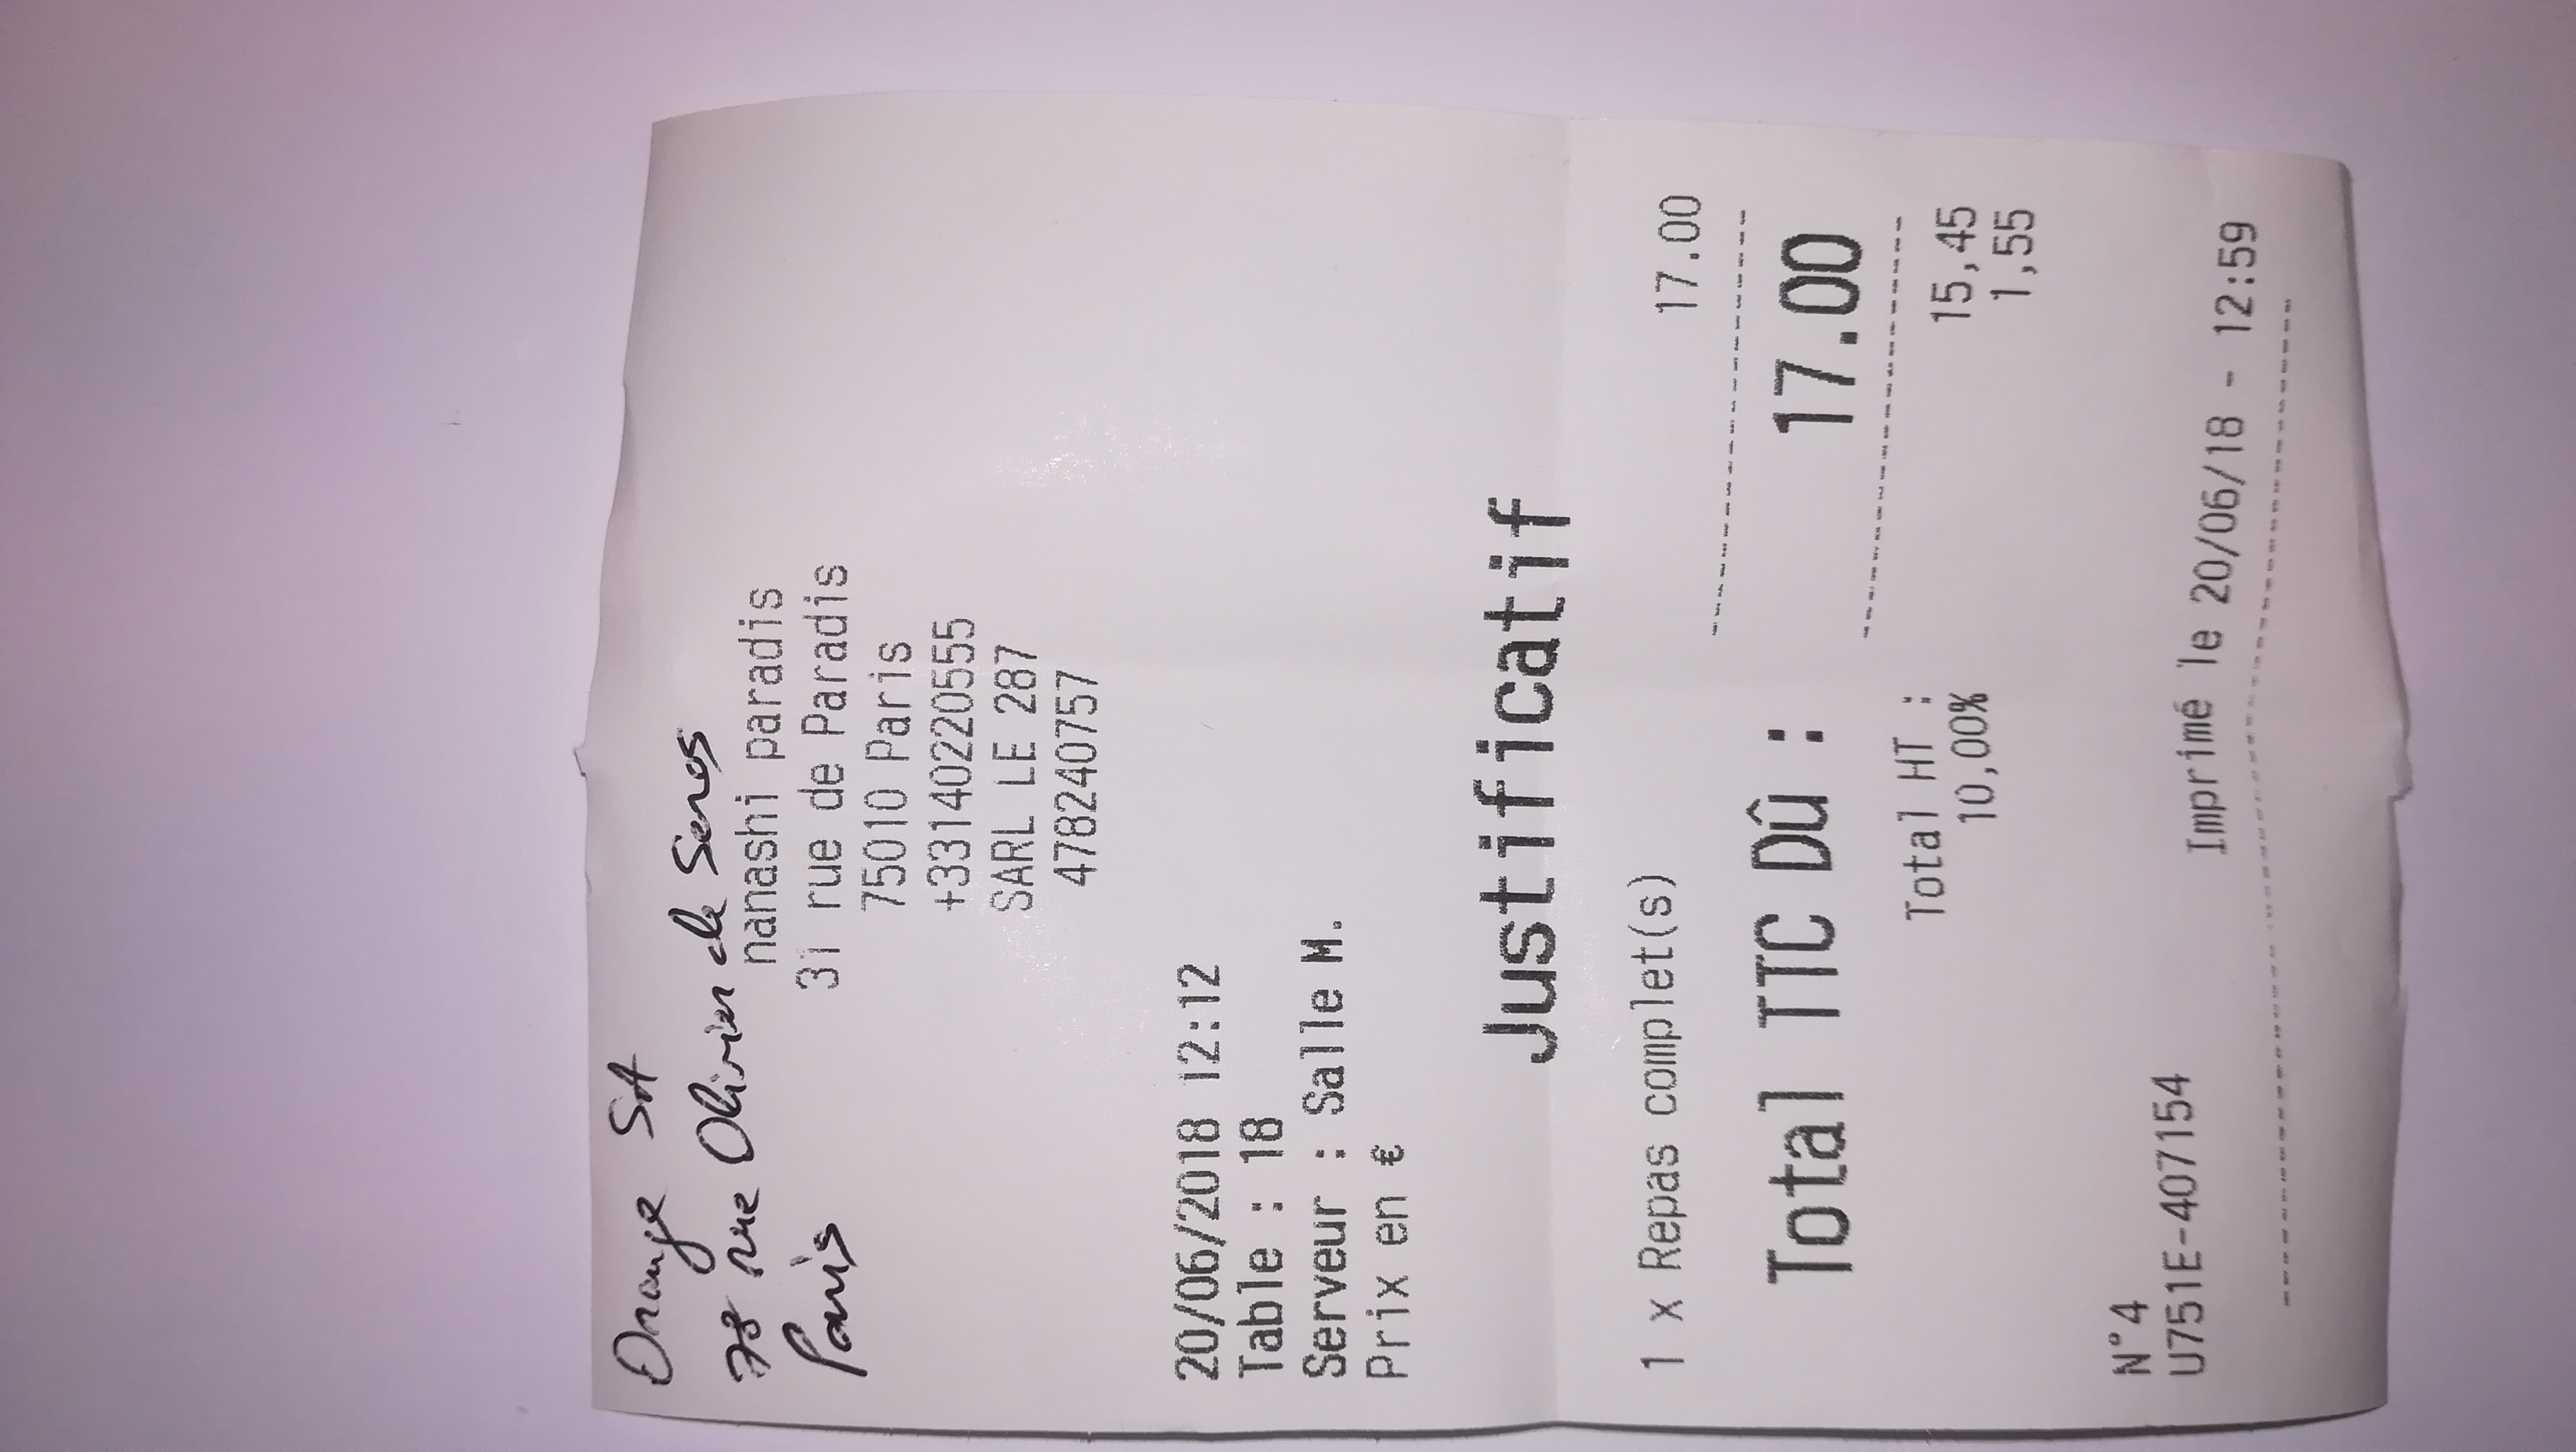 Orange SA
78 rue Olivier de Serres
Paris
nanashi paradis
31 rue de Paradis
75010 Paris
+33140220555
SARL LE 287
478240757
20/06/2018 12:12
Table : 18
Serveur : Salle M.
Prix en €
Justificatif
1 x Repas complet(s) 17.00
Total TTC Dû : 17.00
Total HT : 15,45
10,00% 1,55
N°4
U751E-407154
Imprimé le 20/06/18 - 12:59